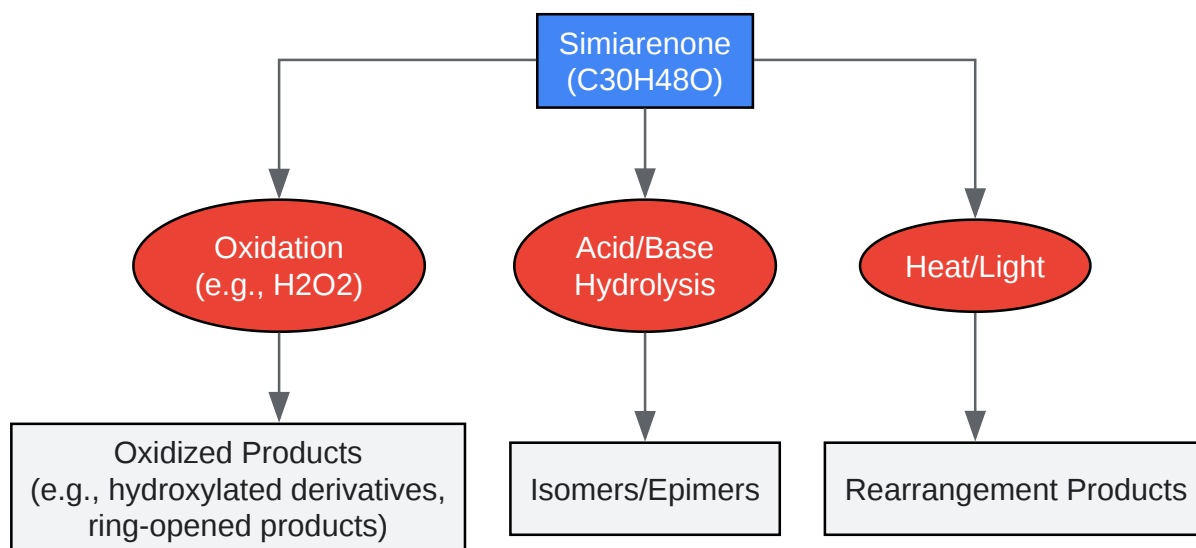 Simiarenone
(C30H48O)
Oxidation
(e.g., H2O2)
Acid/Base
Hydrolysis
Heat/Light
Oxidized Products
(e.g., hydroxylated derivatives,
ring-opened products)
Isomers/Epimers
Rearrangement Products